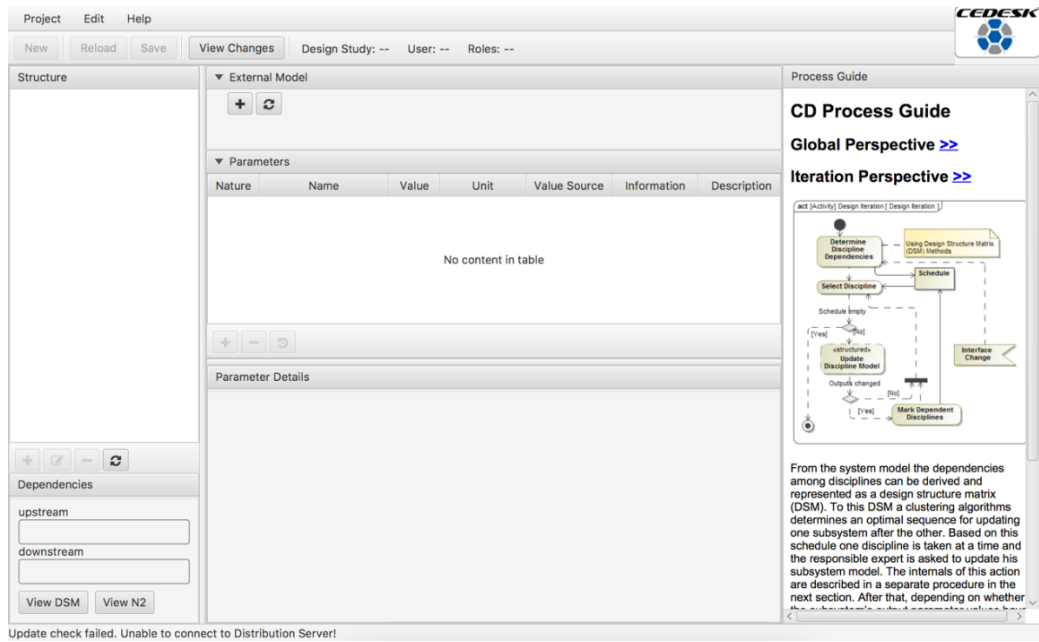 Project Edit Help
CEDESK
New Reload Save View Changes Design Study: -- User: -- Roles: --
Structure
External Model
Parameters
Nature Name Value Unit Value Source Information Description
No content in table
Parameter Details
Dependencies
upstream
downstream
View DSM View N2
Process Guide
CD Process Guide
Global Perspective >>
Iteration Perspective >>
act [Activity] Design Iteration [ Design Iteration ]
Determine
Discipline
Dependencies
Using Design Structure Matrix
(DSM) Methods
Schedule
Select Discipline
Schedule empty
[Yes] [No]
«structured»
Update
Discipline Model
Interface
Change
Outputs changed
[No]
[Yes]
Mark Dependent
Disciplines
From the system model the dependencies
among disciplines can be derived and
represented as a design structure matrix
(DSM). To this DSM a clustering algorithms
determines an optimal sequence for updating
one subsystem after the other. Based on this
schedule one discipline is taken at a time and
the responsible expert is asked to update his
subsystem model. The internals of this action
are described in a separate procedure in the
next section. After that, depending on whether
Update check failed. Unable to connect to Distribution Server!